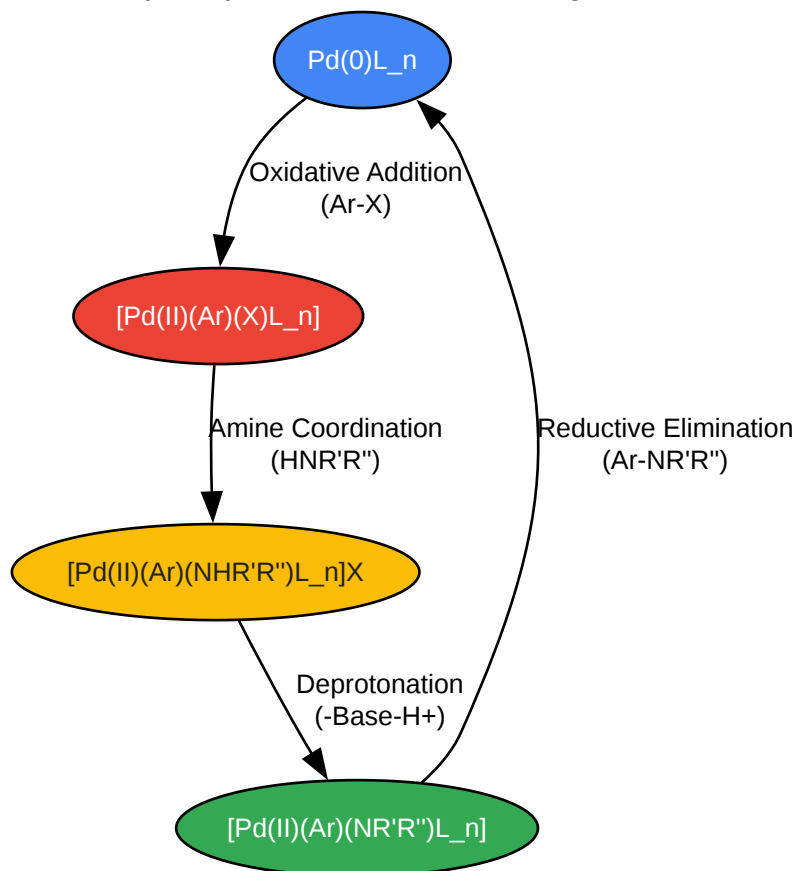 Pd(0)L_n
Oxidative Addition
(Ar-X)
[Pd(II)(Ar)(X)L_n]
Amine Coordination
(HNR'R'')
Reductive Elimination
(Ar-NR'R'')
[Pd(II)(Ar)(NHR'R'')L_n]X
Deprotonation
(-Base-H+)
[Pd(II)(Ar)(NR'R'')L_n]